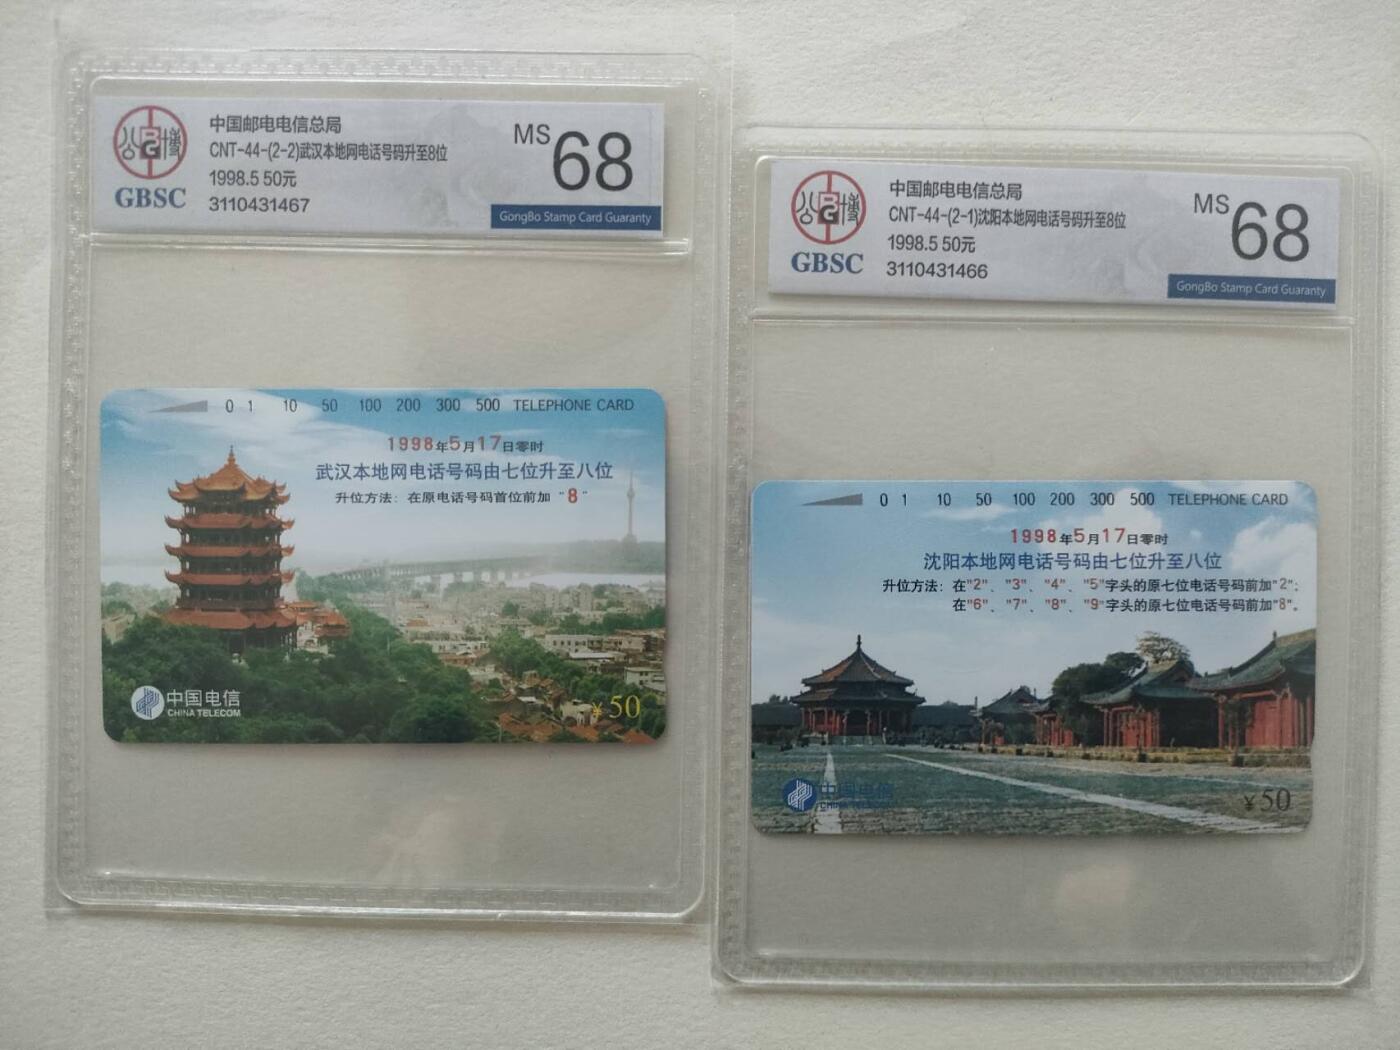 中国邮电电信总局
CNT-44-(2-2)武汉本地网电话号码升至8位
1998.5 50元
3110431467
MS 68
GongBo Stamp Card Guaranty
公博
BG
GBSC
0 1 10 50 100 200 300 500 TELEPHONE CARD
1998年5月17日零时
武汉本地网电话号码由七位升至八位
升位方法：在原电话号码首位前加"8"
中国电信
CHINA TELECOM
¥50
中国邮电电信总局
CNT-44-(2-1)沈阳本地网电话号码升至8位
1998.5 50元
3110431466
MS 68
GongBo Stamp Card Guaranty
公博
BG
GBSC
0 1 10 50 100 200 300 500 TELEPHONE CARD
1998年5月17日零时
沈阳本地网电话号码由七位升至八位
升位方法：在"2"、"3"、"4"、"5"字头的原七位电话号码前加"2"；
在"6"、"7"、"8"、"9"字头的原七位电话号码前加"8"。
中国电信
CHINA TELECOM
¥50